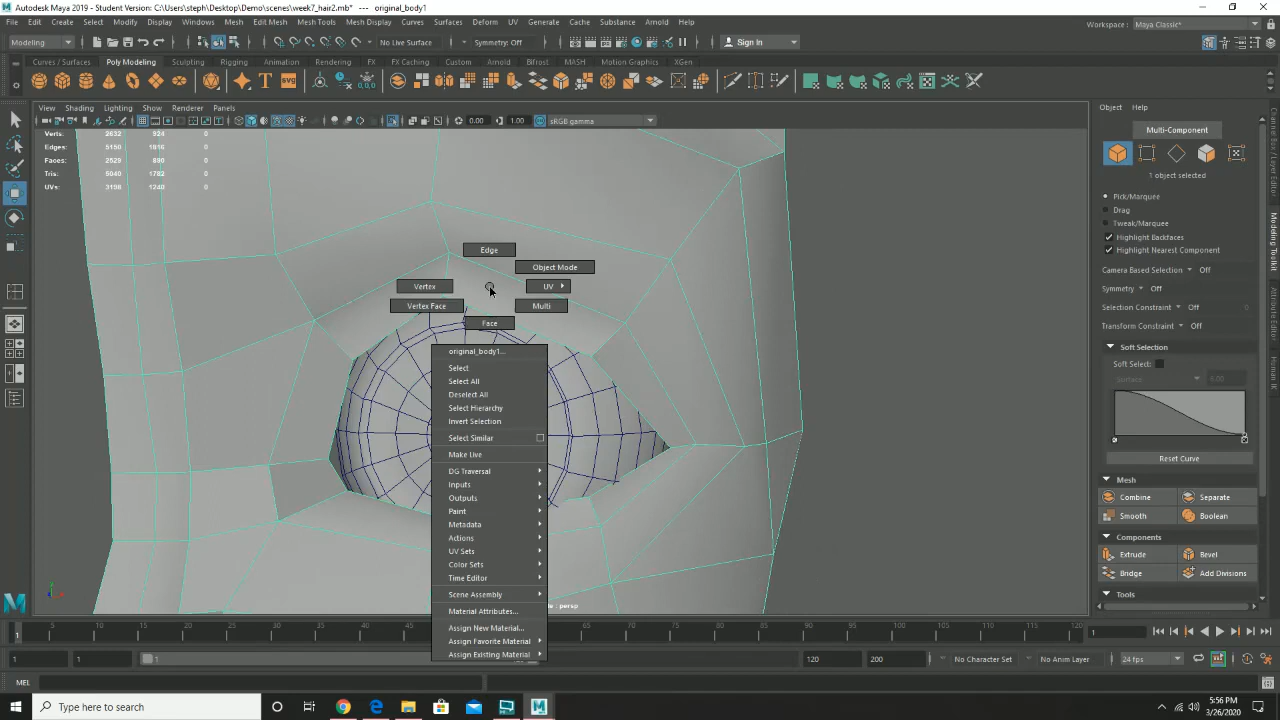 Autodesk Maya 2019 - Student Version: C:\Users\steph\Desktop\Demo\scenes\week7_hair2.mb* --- original_body1
File Edit Create Select Modify Display Windows Mesh Edit Mesh Mesh Tools Mesh Display Curves Surfaces Deform UV Generate Cache Substance Arnold Help
Workspace : Maya Classic*
Modeling No Live Surface Symmetry: Off Sign In
Curves / Surfaces Poly Modeling Sculpting Rigging Animation Rendering FX FX Caching Custom Arnold Bifrost MASH Motion Graphics XGen
View Shading Lighting Show Renderer Panels
0.00 1.00 sRGB gamma
Verts: 2632 924 0
Edges: 5150 1816 0
Faces: 2529 890 0
Tris: 5040 1782 0
UVs: 3198 1240 0
Edge
Object Mode
Vertex UV
Vertex Face Multi
Face
original_body1...
Select
Select All
Deselect All
Select Hierarchy
Invert Selection
Select Similar
Make Live
DG Traversal
Inputs
Outputs
Paint
Metadata
Actions
UV Sets
Color Sets
Time Editor
Scene Assembly
Material Attributes...
Assign New Material...
Assign Favorite Material
Assign Existing Material
: persp
Object Help
Multi-Component
1 object selected
Pick/Marquee
Drag
Tweak/Marquee
Highlight Backfaces
Highlight Nearest Component
Camera Based Selection Off
Symmetry: Off
Selection Constraint Off
Transform Constraint Off
Soft Selection
Soft Select:
Surface
Reset Curve
Mesh
Combine Separate
Smooth Boolean
Components
Extrude Bevel
Bridge Add Divisions
Tools
Channel Box / Layer Editor
Modeling Toolkit
Attribute Editor
1 5 10 15 20 25 30 35 40 45 60 65 70 75 80 85 90 95 100 105 110 115 120
1
1 1 1 120 200 No Character Set No Anim Layer 24 fps
MEL
Type here to search
5:56 PM
3/26/2020